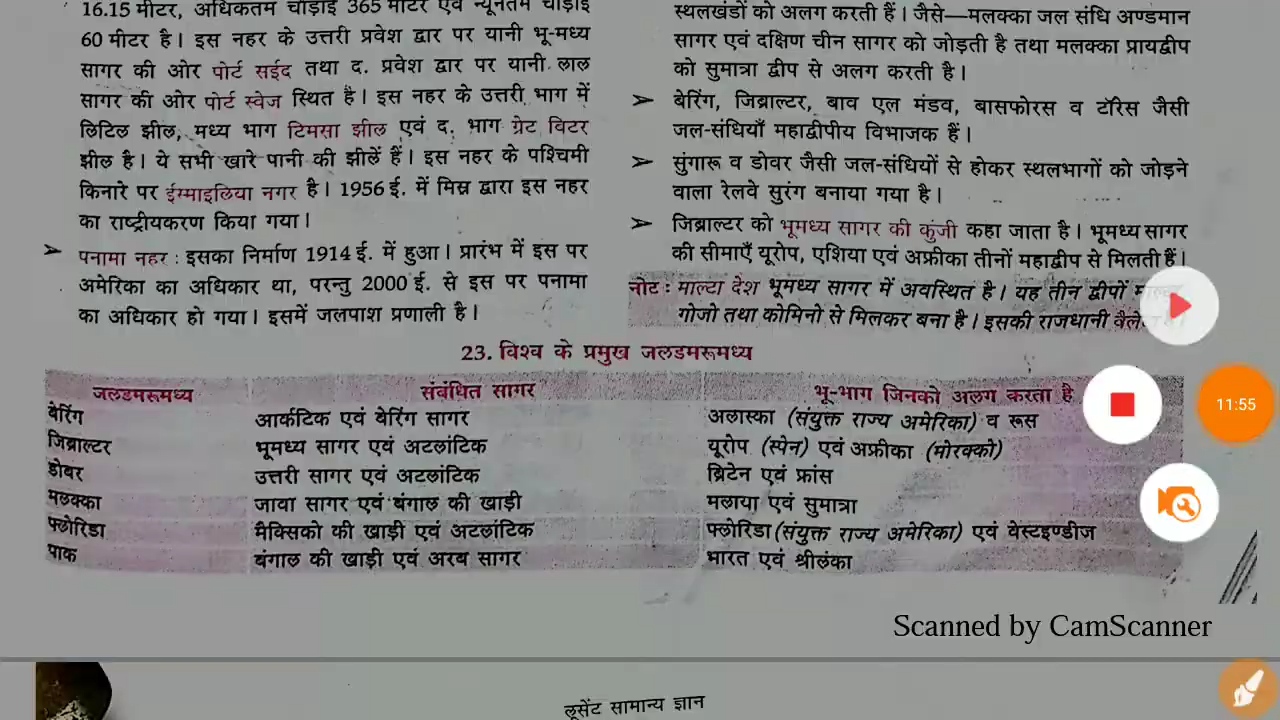 16.15 मीटर, अधिकतम चौड़ाई 365 मीटर एवं न्यूनतम चौड़ाई
60 मीटर है। इस नहर के उत्तरी प्रवेश द्वार पर यानी भू-मध्य
सागर की ओर पोर्ट सईद तथा द. प्रवेश द्वार पर यानी लाल
सागर की ओर पोर्ट स्वेज स्थित है। इस नहर के उत्तरी भाग में
लिटिल झील, मध्य भाग टिमसा झील एवं द. भाग ग्रेट विटर
झील है। ये सभी खारे पानी की झीलें हैं। इस नहर के पश्चिमी
किनारे पर ईग्माइलिया नगर है। 1956 ई. में मिस्र द्वारा इस नहर
का राष्ट्रीयकरण किया गया।
➢ पनामा नहर : इसका निर्माण 1914 ई. में हुआ। प्रारंभ में इस पर
अमेरिका का अधिकार था, परन्तु 2000 ई. से इस पर पनामा
का अधिकार हो गया। इसमें जलपाश प्रणाली है।
स्थलखंडों को अलग करती हैं। जैसे—मलक्का जल संधि अण्डमान
सागर एवं दक्षिण चीन सागर को जोड़ती है तथा मलक्का प्रायद्वीप
को सुमात्रा द्वीप से अलग करती है।
➢ बेरिंग, जिब्राल्टर, बाव एल मंडव, बासफोरस व टॉरिस जैसी
जल-संधियाँ महाद्वीपीय विभाजक हैं।
➢ सुंगारू व डोवर जैसी जल-संधियों से होकर स्थलभागों को जोड़ने
वाला रेलवे सुरंग बनाया गया है।
➢ जिब्राल्टर को भूमध्य सागर की कुंजी कहा जाता है। भूमध्य सागर
की सीमाएँ यूरोप, एशिया एवं अफ्रीका तीनों महाद्वीप से मिलती हैं।
नोट : माल्टा देश भूमध्य सागर में अवस्थित है। यह तीन द्वीपों
गोजो तथा कोमिनो से मिलकर बना है। इसकी राजधानी
23. विश्व के प्रमुख जलडमरूमध्य
जलडमरूमध्य संबंधित सागर भू-भाग जिनको अलग करता है
बेरिंग आर्कटिक एवं बेरिंग सागर अलास्का (संयुक्त राज्य अमेरिका) व रूस
जिब्राल्टर भूमध्य सागर एवं अटलांटिक यूरोप (स्पेन) एवं अफ्रीका (मोरक्को)
डोबर उत्तरी सागर एवं अटलांटिक ब्रिटेन एवं फ्रांस
मलक्का जावा सागर एवं बंगाल की खाड़ी मलाया एवं सुमात्रा
फ्लोरिडा मैक्सिको की खाड़ी एवं अटलांटिक फ्लोरिडा (संयुक्त राज्य अमेरिका) एवं वेस्टइण्डीज
पाक बंगाल की खाड़ी एवं अरब सागर भारत एवं श्रीलंका
11:55
Scanned by CamScanner
लूसेंट सामान्य ज्ञान